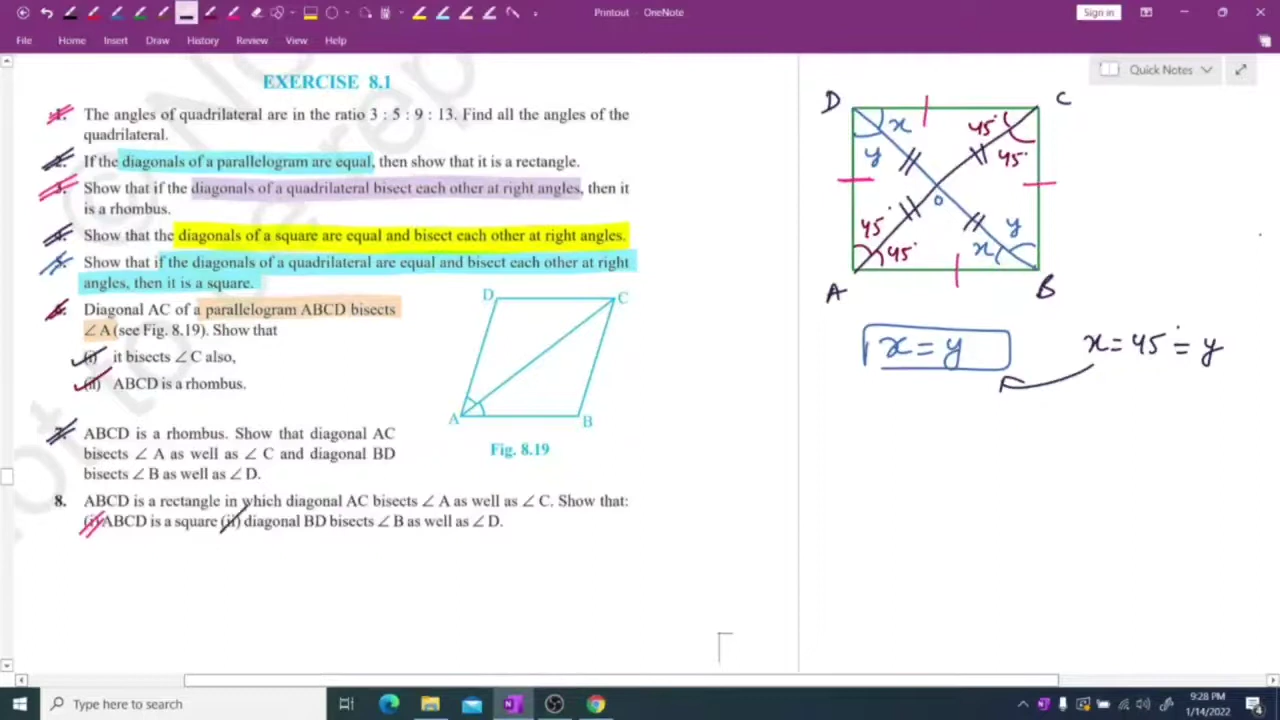 Printout - OneNote
Sign in
File Home Insert Draw History Review View Help
Quick Notes
EXERCISE 8.1
1. The angles of quadrilateral are in the ratio 3 : 5 : 9 : 13. Find all the angles of the
quadrilateral.
2. If the diagonals of a parallelogram are equal, then show that it is a rectangle.
3. Show that if the diagonals of a quadrilateral bisect each other at right angles, then it
is a rhombus.
4. Show that the diagonals of a square are equal and bisect each other at right angles.
5. Show that if the diagonals of a quadrilateral are equal and bisect each other at right
angles, then it is a square.
6. Diagonal AC of a parallelogram ABCD bisects
∠ A (see Fig. 8.19). Show that
(i) it bisects ∠ C also,
(ii) ABCD is a rhombus.
D C
A B
Fig. 8.19
7. ABCD is a rhombus. Show that diagonal AC
bisects ∠ A as well as ∠ C and diagonal BD
bisects ∠ B as well as ∠ D.
8. ABCD is a rectangle in which diagonal AC bisects ∠ A as well as ∠ C. Show that:
(i) ABCD is a square (ii) diagonal BD bisects ∠ B as well as ∠ D.
D C
x 45°
y 45°
O
45° y
45° x
A B
x = y
x = 45° = y
Type here to search
9:28 PM
1/14/2022
4